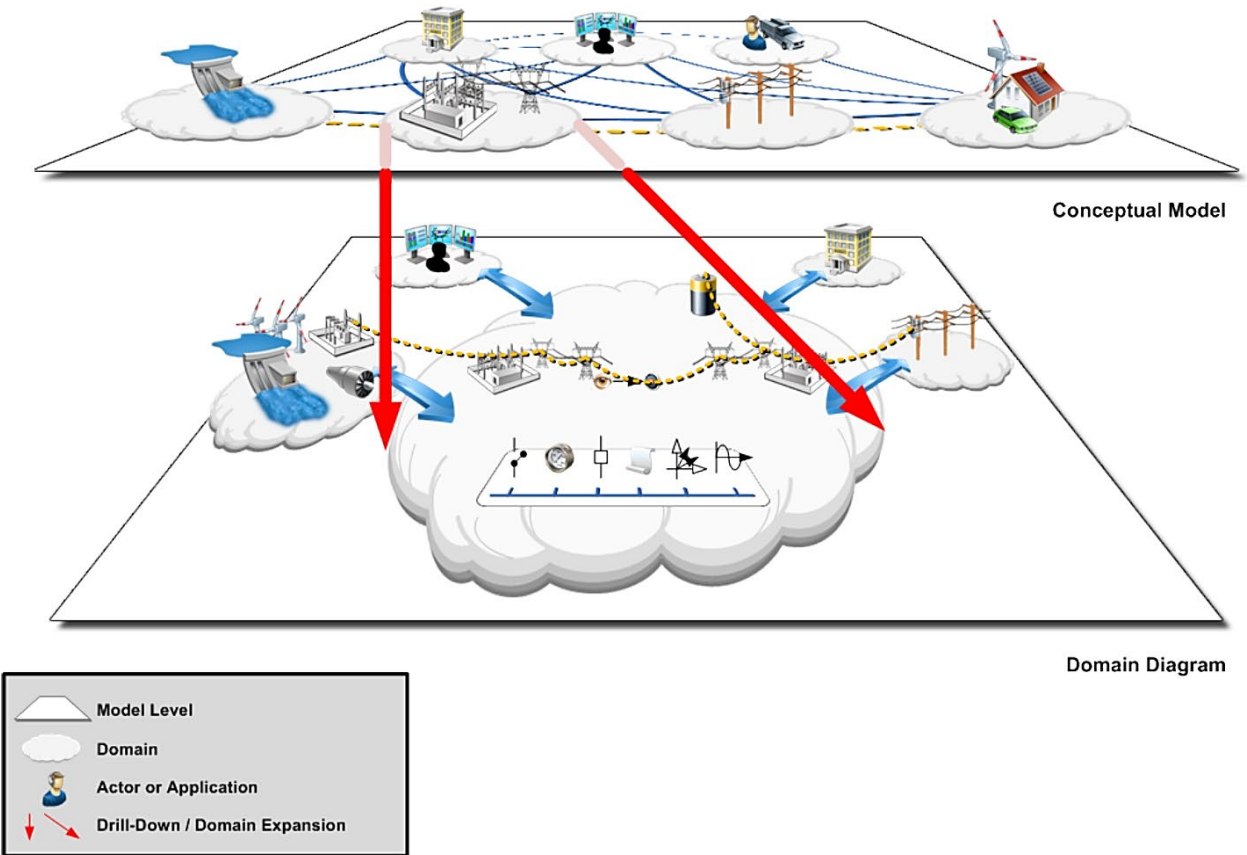 Conceptual Model
Domain Diagram
Model Level
Domain
Actor or Application
Drill-Down / Domain Expansion